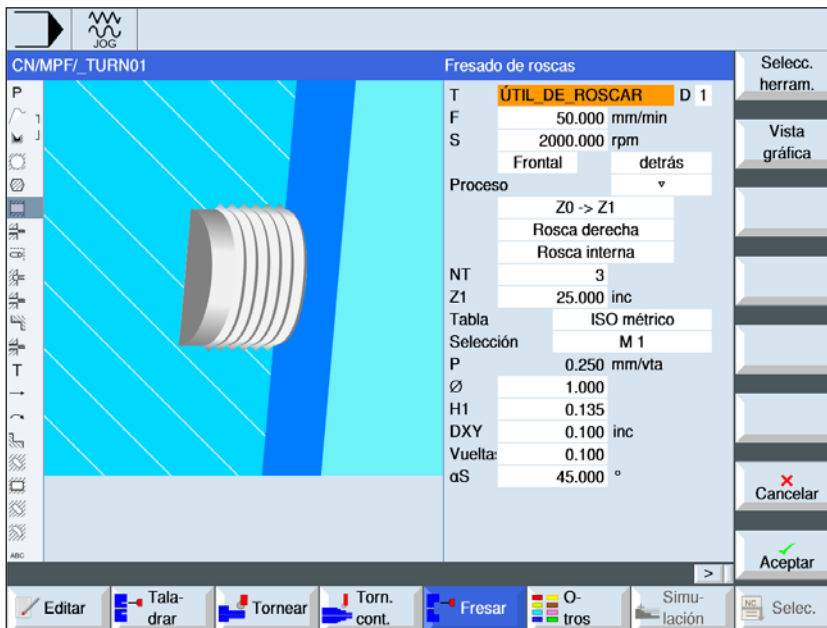 JOG
CN/MPF/_TURN01
Fresado de roscas
T ÚTIL_DE_ROSCAR D 1
F 50.000 mm/min
S 2000.000 rpm
Frontal detrás
Proceso ▿
Z0 -> Z1
Rosca derecha
Rosca interna
NT 3
Z1 25.000 inc
Tabla ISO métrico
Selección M 1
P 0.250 mm/vta
Ø 1.000
H1 0.135
DXY 0.100 inc
Vuelta: 0.100
αS 45.000 °
P
T
ABC
>
Selecc.
herram.
Vista
gráfica
Cancelar
Aceptar
Editar
Tala-
drar
Tornear
Torn.
cont.
Fresar
O-
tros
Simu-
lación
NC
Selec.